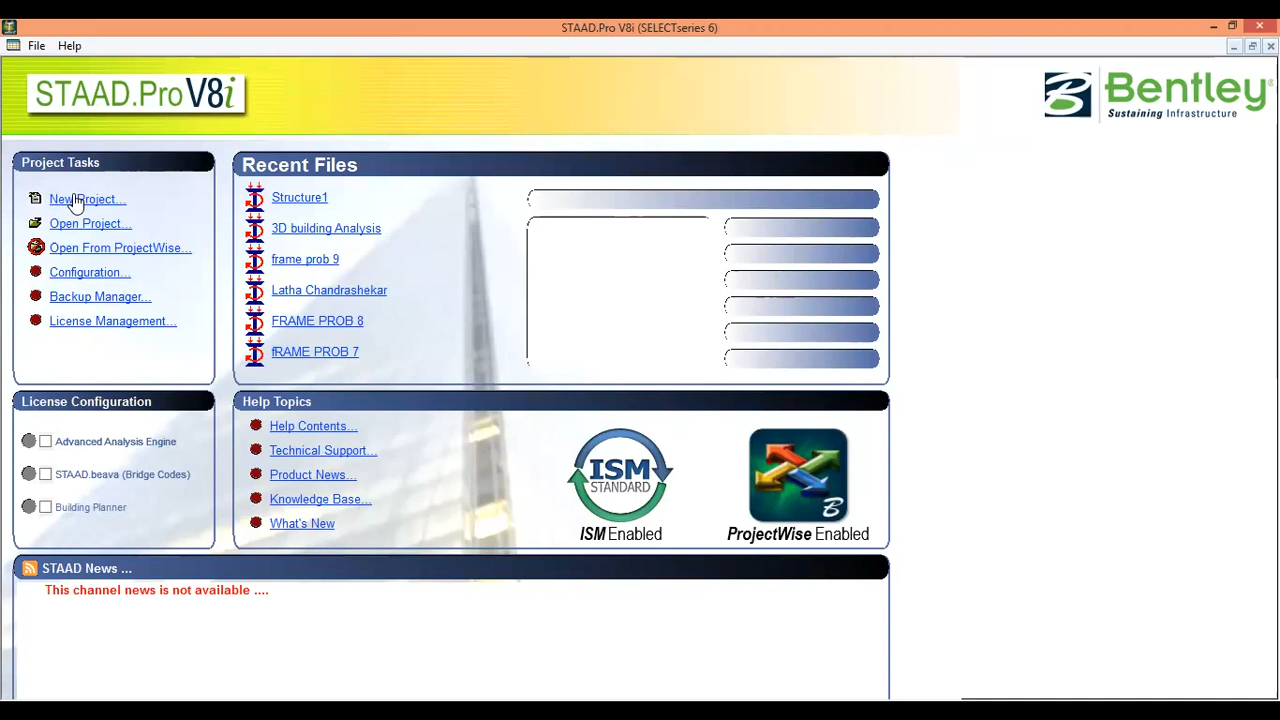 STAAD.Pro V8i (SELECTseries 6)
File Help
STAAD.Pro V8i
Bentley®
Sustaining Infrastructure
Project Tasks
New Project...
Open Project...
Open From ProjectWise...
Configuration...
Backup Manager...
License Management...
Recent Files
Structure1
3D building Analysis
frame prob 9
Latha Chandrashekar
FRAME PROB 8
fRAME PROB 7
License Configuration
Advanced Analysis Engine
STAAD.beava (Bridge Codes)
Building Planner
Help Topics
Help Contents...
Technical Support...
Product News...
Knowledge Base...
What's New
ISM
STANDARD
ISM Enabled
B
ProjectWise Enabled
STAAD News ...
This channel news is not available ....